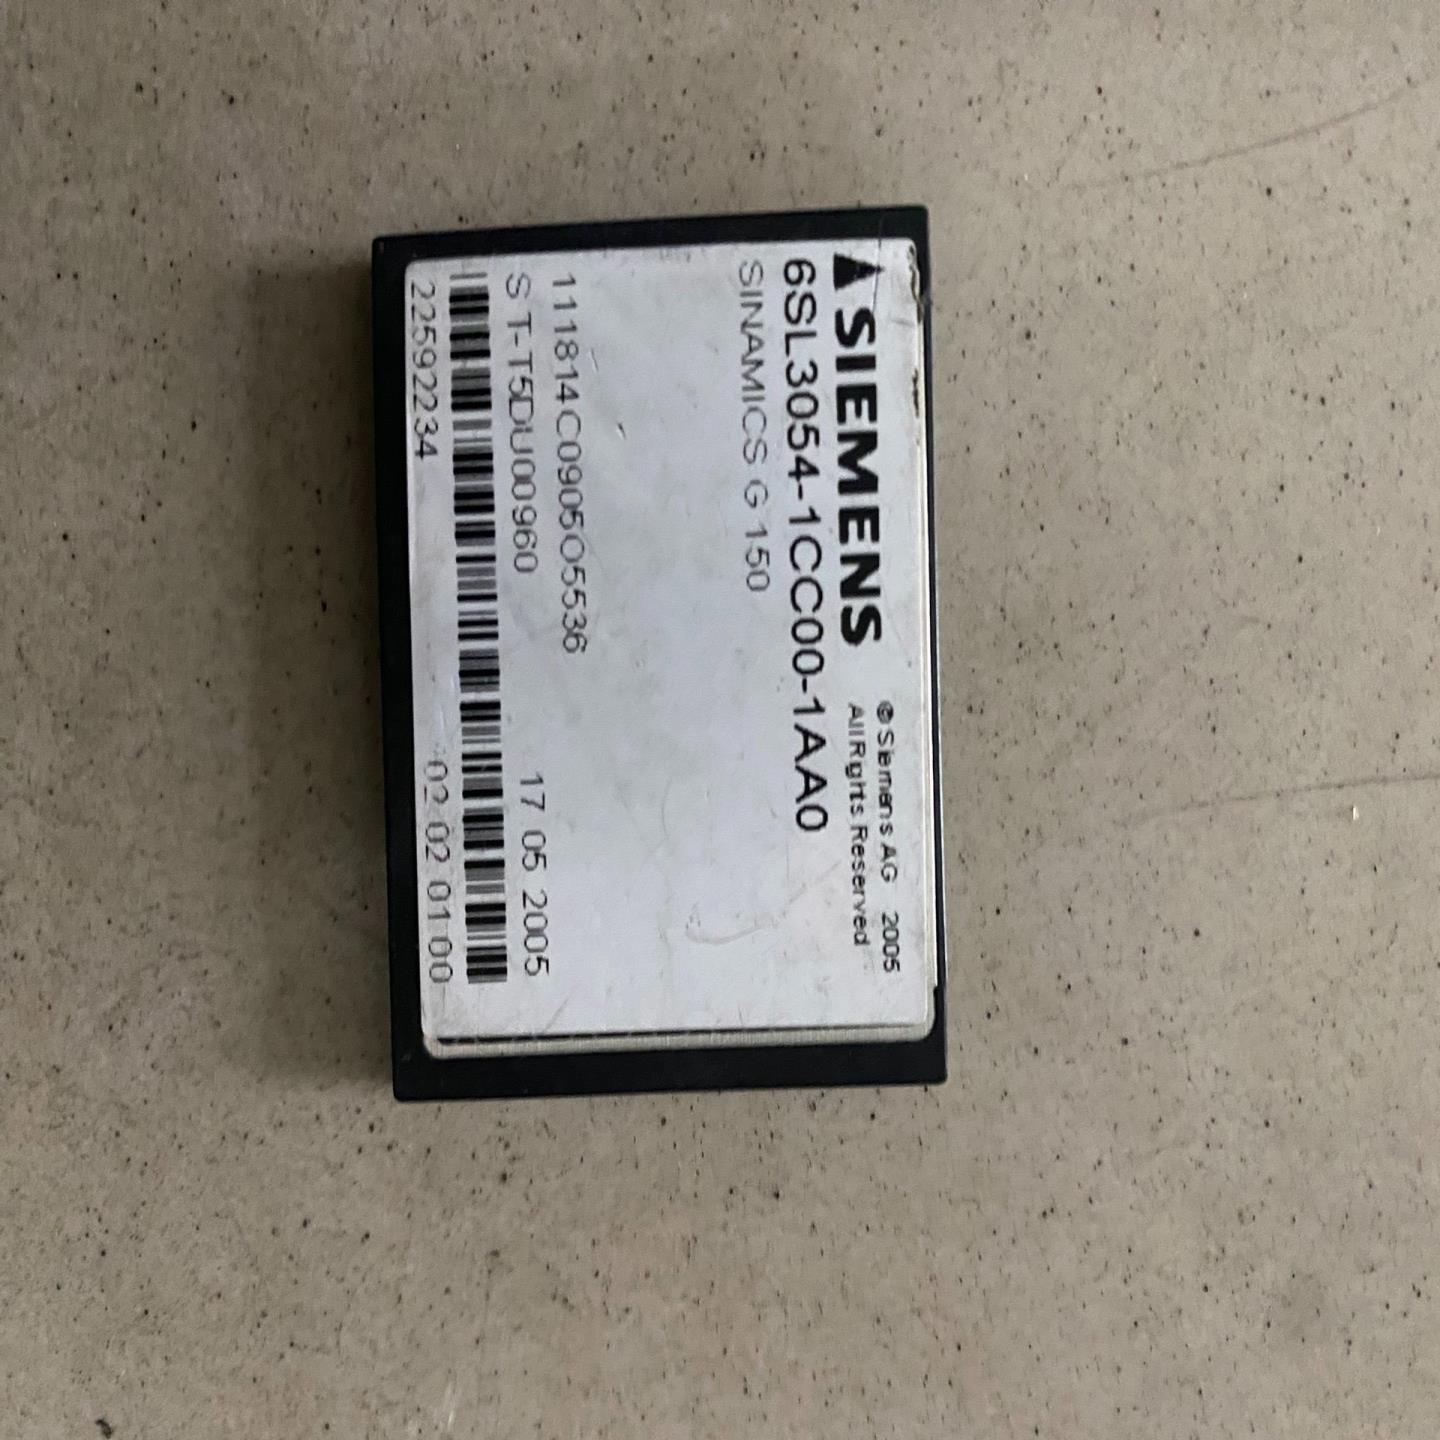 SIEMENS
© Siemens AG 2005
All Rights Reserved
6SL3054-1CC00-1AA0
SINAMICS G 150
111814C090505536
S T-T5DU00960 17 05 2005
22592234 02 02 01 00